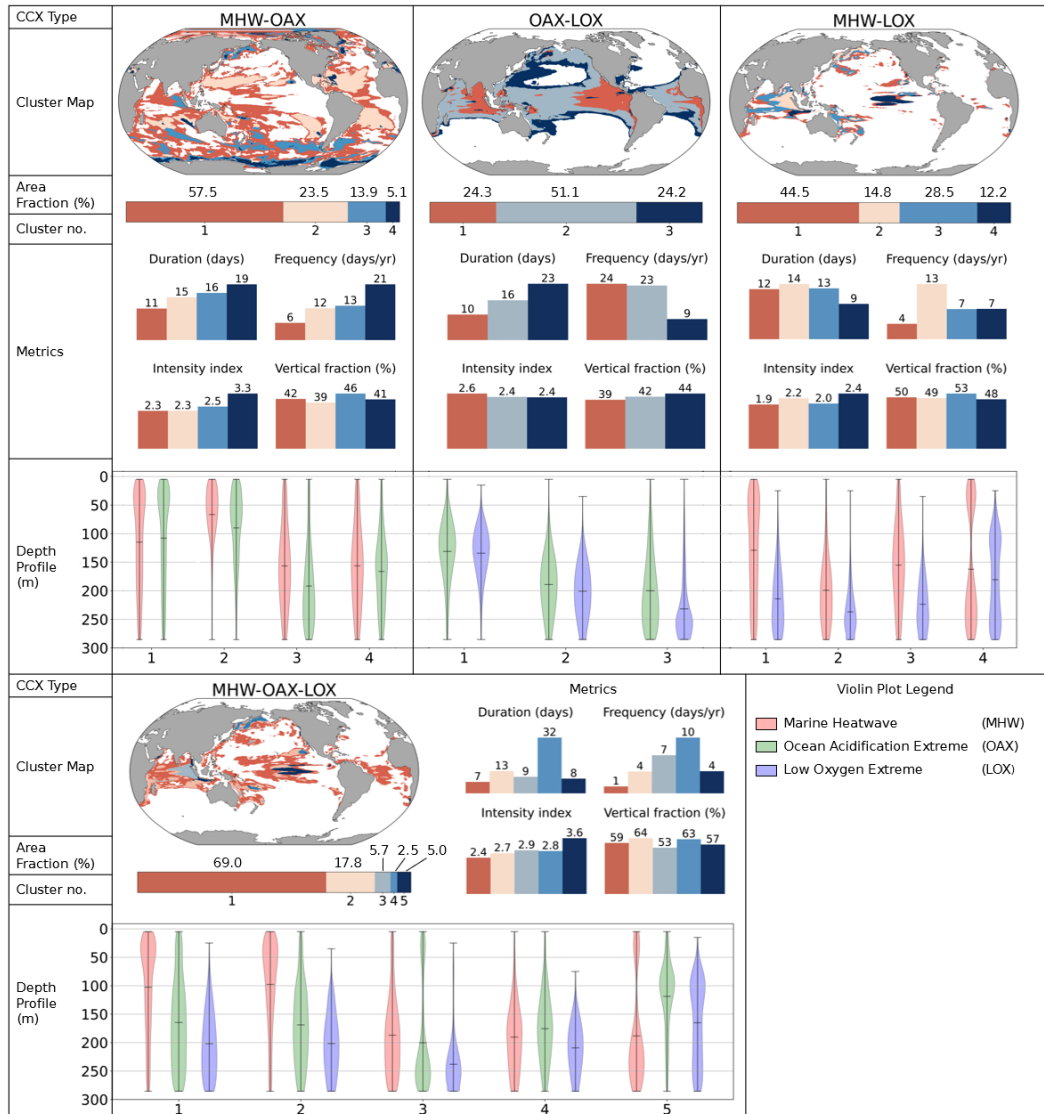 CCX Type
MHW-OAX
OAX-LOX
MHW-LOX
Cluster Map
Area
Fraction (%)
57.5 23.5 13.9 5.1
24.3 51.1 24.2
44.5 14.8 28.5 12.2
Cluster no.
1 2 3 4
1 2 3
1 2 3 4
Metrics
Duration (days) Frequency (days/yr)
11 15 16 19
6 12 13 21
Intensity index Vertical fraction (%)
2.3 2.3 2.5 3.3
42 39 46 41
Duration (days) Frequency (days/yr)
10 16 23
24 23 9
Intensity index Vertical fraction (%)
2.6 2.4 2.4
39 42 44
Duration (days) Frequency (days/yr)
12 14 13 9
4 13 7 7
Intensity index Vertical fraction (%)
1.9 2.2 2.0 2.4
50 49 53 48
Depth
Profile
(m)
0
50
100
150
200
250
300
1 2 3 4
1 2 3
1 2 3 4
CCX Type
MHW-OAX-LOX
Cluster Map
Area
Fraction (%)
69.0 17.8 5.7 2.5 5.0
Cluster no.
1 2 3 4 5
Metrics
Duration (days) Frequency (days/yr)
7 13 9 32 8
1 4 7 10 4
Intensity index Vertical fraction (%)
2.4 2.7 2.9 2.8 3.6
59 64 53 63 57
Violin Plot Legend
Marine Heatwave (MHW)
Ocean Acidification Extreme (OAX)
Low Oxygen Extreme (LOX)
Depth
Profile
(m)
0
50
100
150
200
250
300
1 2 3 4 5